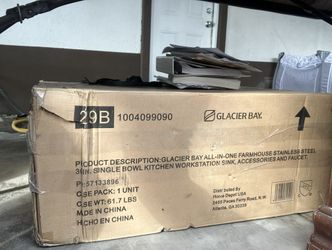 29B 1004099090 GLACIER BAY.
PRODUCT DESCRIPTION:GLACIER BAY ALL-IN-ONE FARMHOUSE STAINLESS STEEL
30IN. SINGLE BOWL KITCHEN WORKSTATION SINK, ACCESSORIES AND FAUCET.
P#:57133896
CASE PACK: 1 UNIT
CASE WT: 61.7 LBS
MADE IN CHINA
HECHO EN CHINA
Distributed By
Home Depot USA Inc.
2455 Paces Ferry Road, N.W.
Atlanta, GA 30339